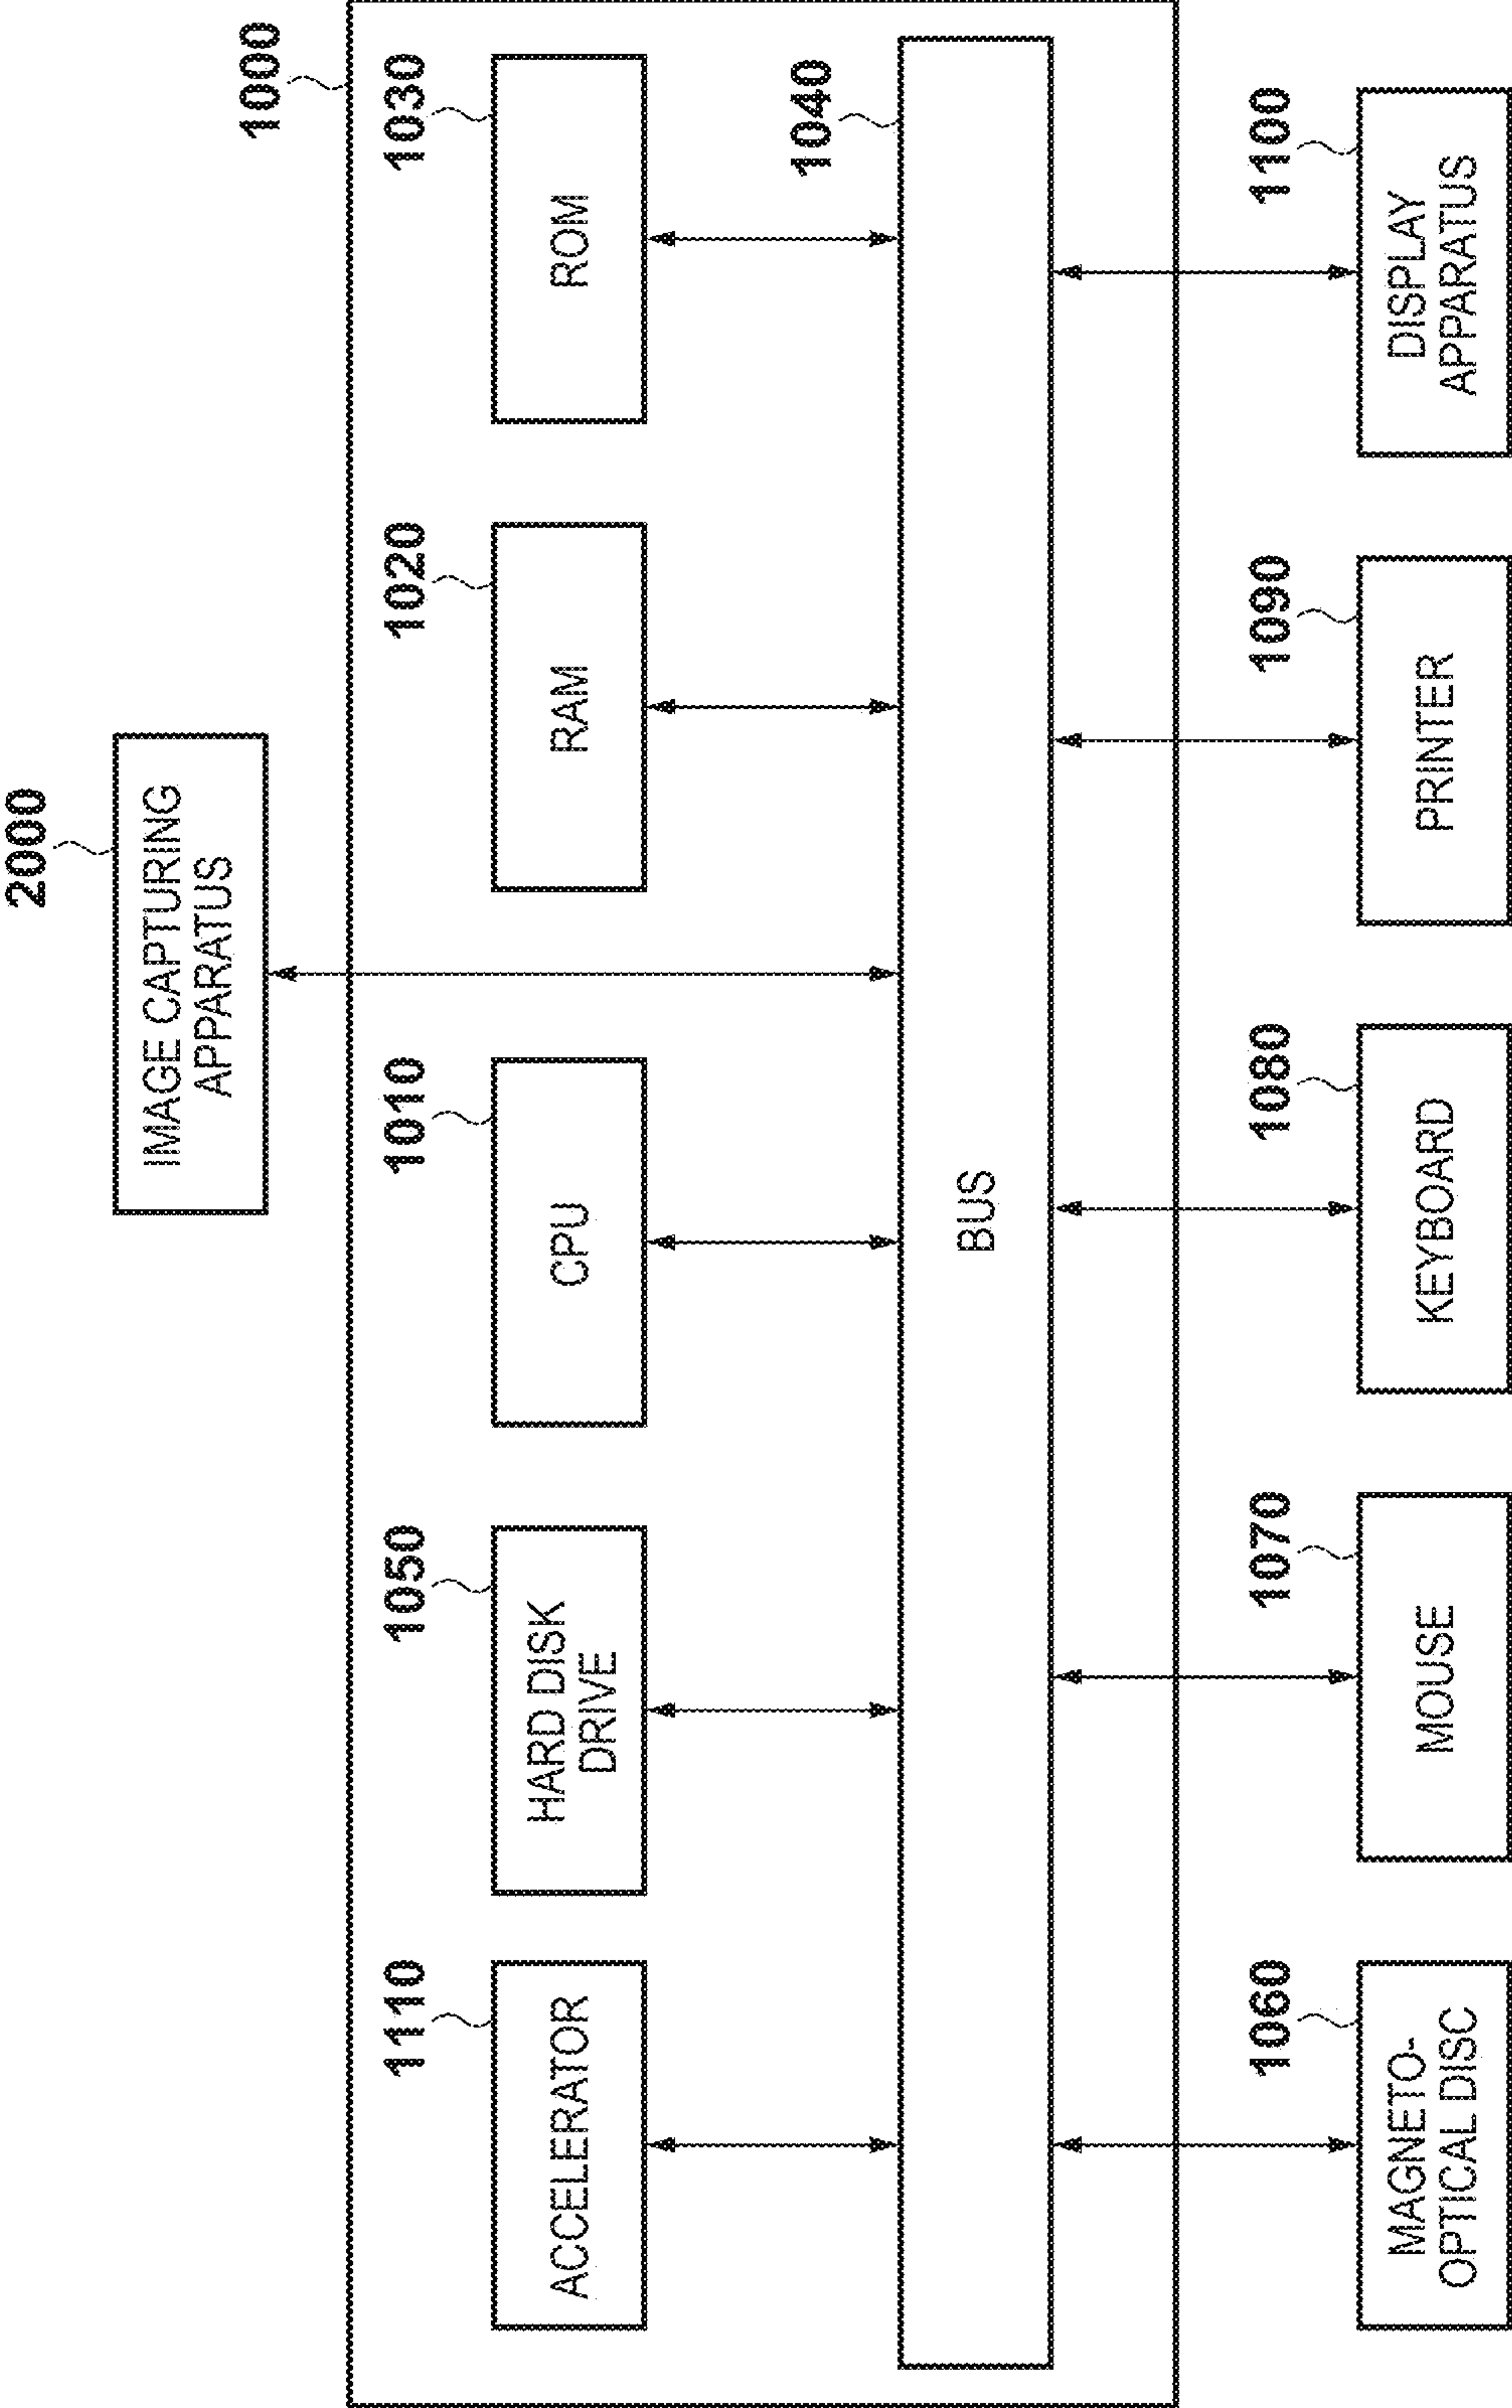 2000
IMAGE CAPTURING
APPARATUS
1000
1110
ACCELERATOR
1050
HARD DISK
DRIVE
1010
CPU
1020
RAM
1030
ROM
1040
BUS
1060
MAGNETO-
OPTICAL DISC
1070
MOUSE
1080
KEYBOARD
1090
PRINTER
1100
DISPLAY
APPARATUS